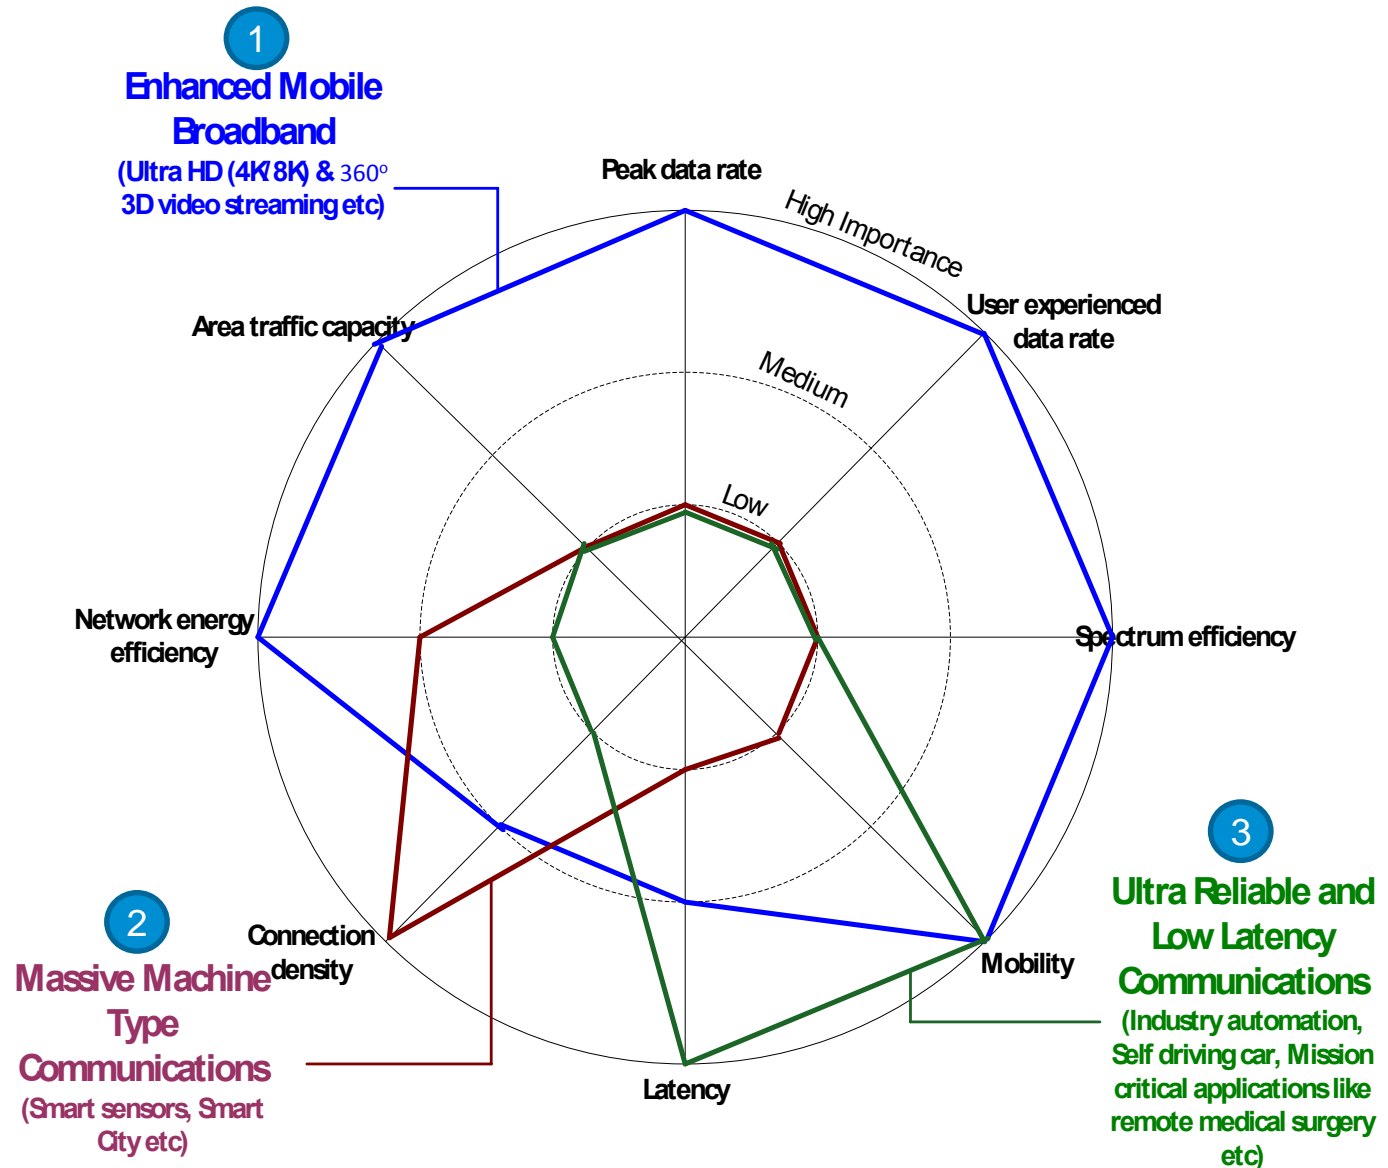 1
Enhanced Mobile
Broadband
(Ultra HD (4K/8K) & 360º
3D video streaming etc)
Peak data rate
High Importance
User experienced
data rate
Area traffic capacity
Medium
Low
Network energy
efficiency
Spectrum efficiency
Connection
density
Mobility
Latency
2
Massive Machine
Type
Communications
(Smart sensors, Smart
City etc)
3
Ultra Reliable and
Low Latency
Communications
(Industry automation,
Self driving car, Mission
critical applications like
remote medical surgery
etc)